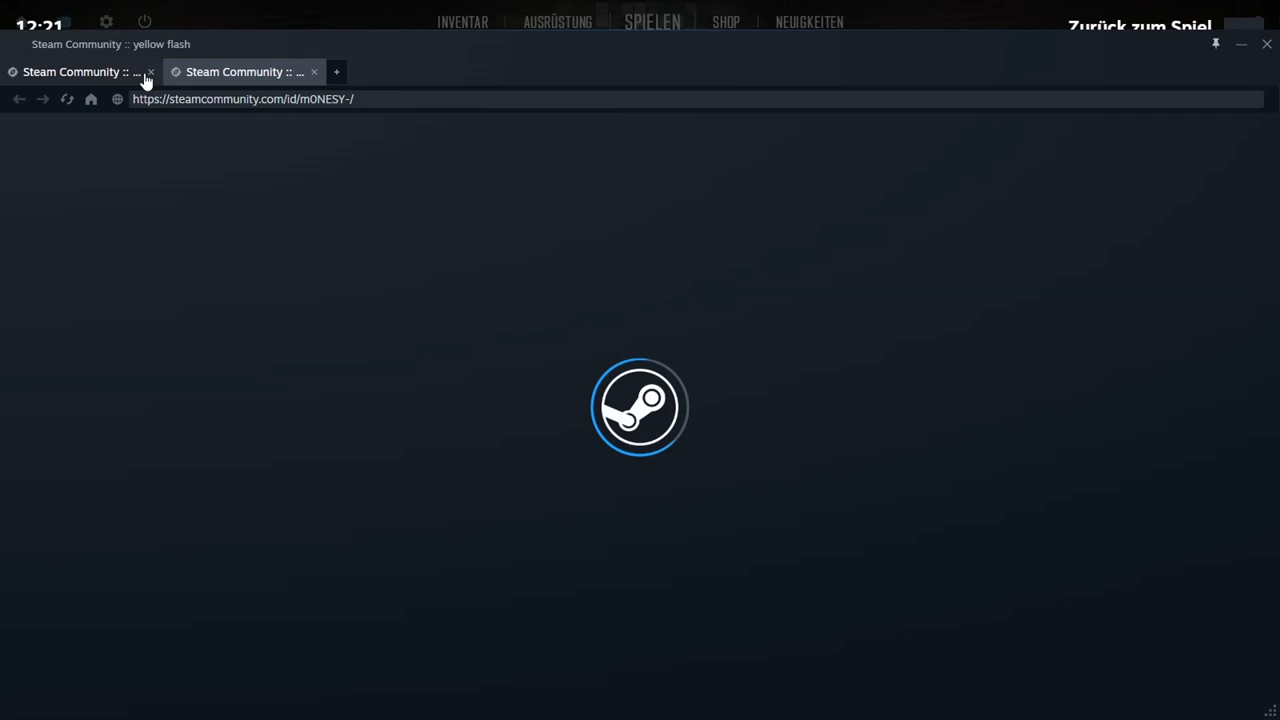 12:21
INVENTAR AUSRÜSTUNG SPIELEN SHOP NEUIGKEITEN
Zurück zum Spiel
Steam Community :: yellow flash
Steam Community :: ...
Steam Community :: ...
https://steamcommunity.com/id/m0NESY-/